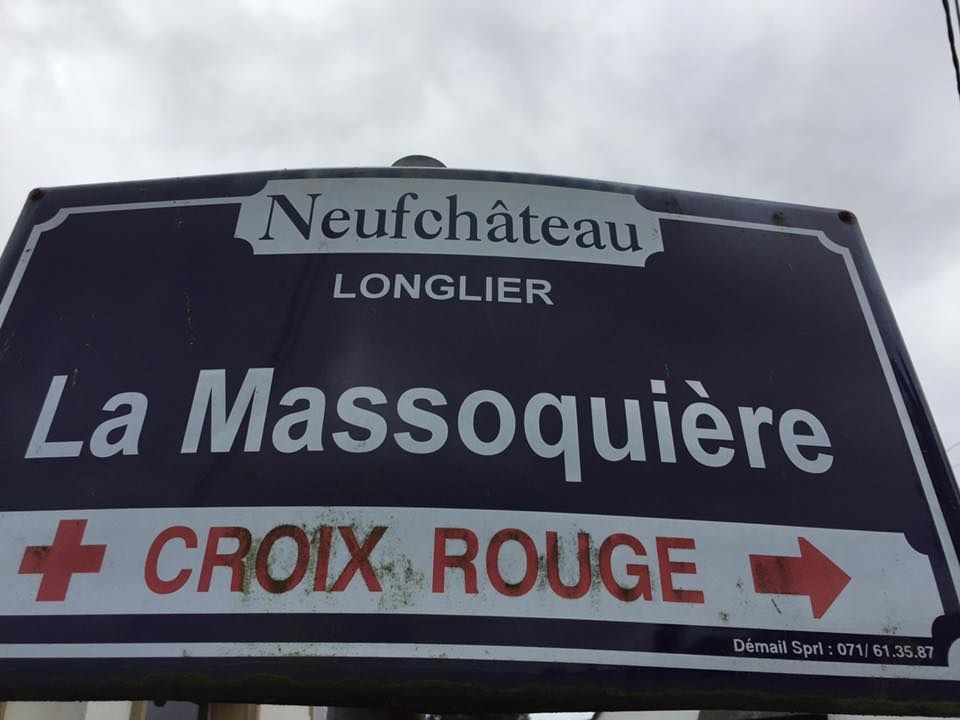 Neufchâteau
LONGLIER
La Massoquière
CROIX ROUGE
Démail Sprl : 071/ 61.35.87